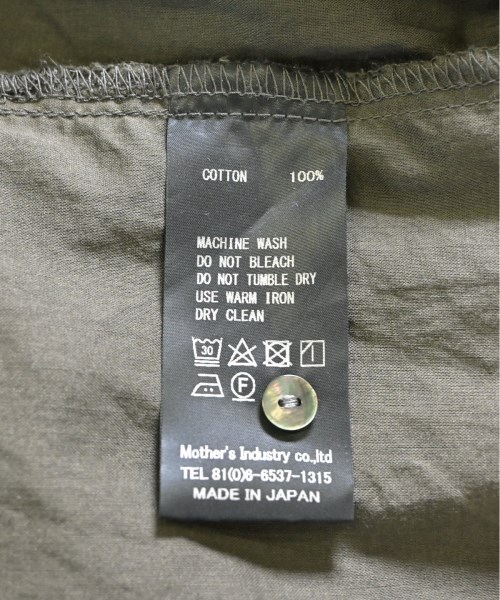 COTTON 100%
MACHINE WASH
DO NOT BLEACH
DO NOT TUMBLE DRY
USE WARM IRON
DRY CLEAN
30
F
Mother's Industry co.,ltd
TEL 81(0)6-6537-1315
MADE IN JAPAN